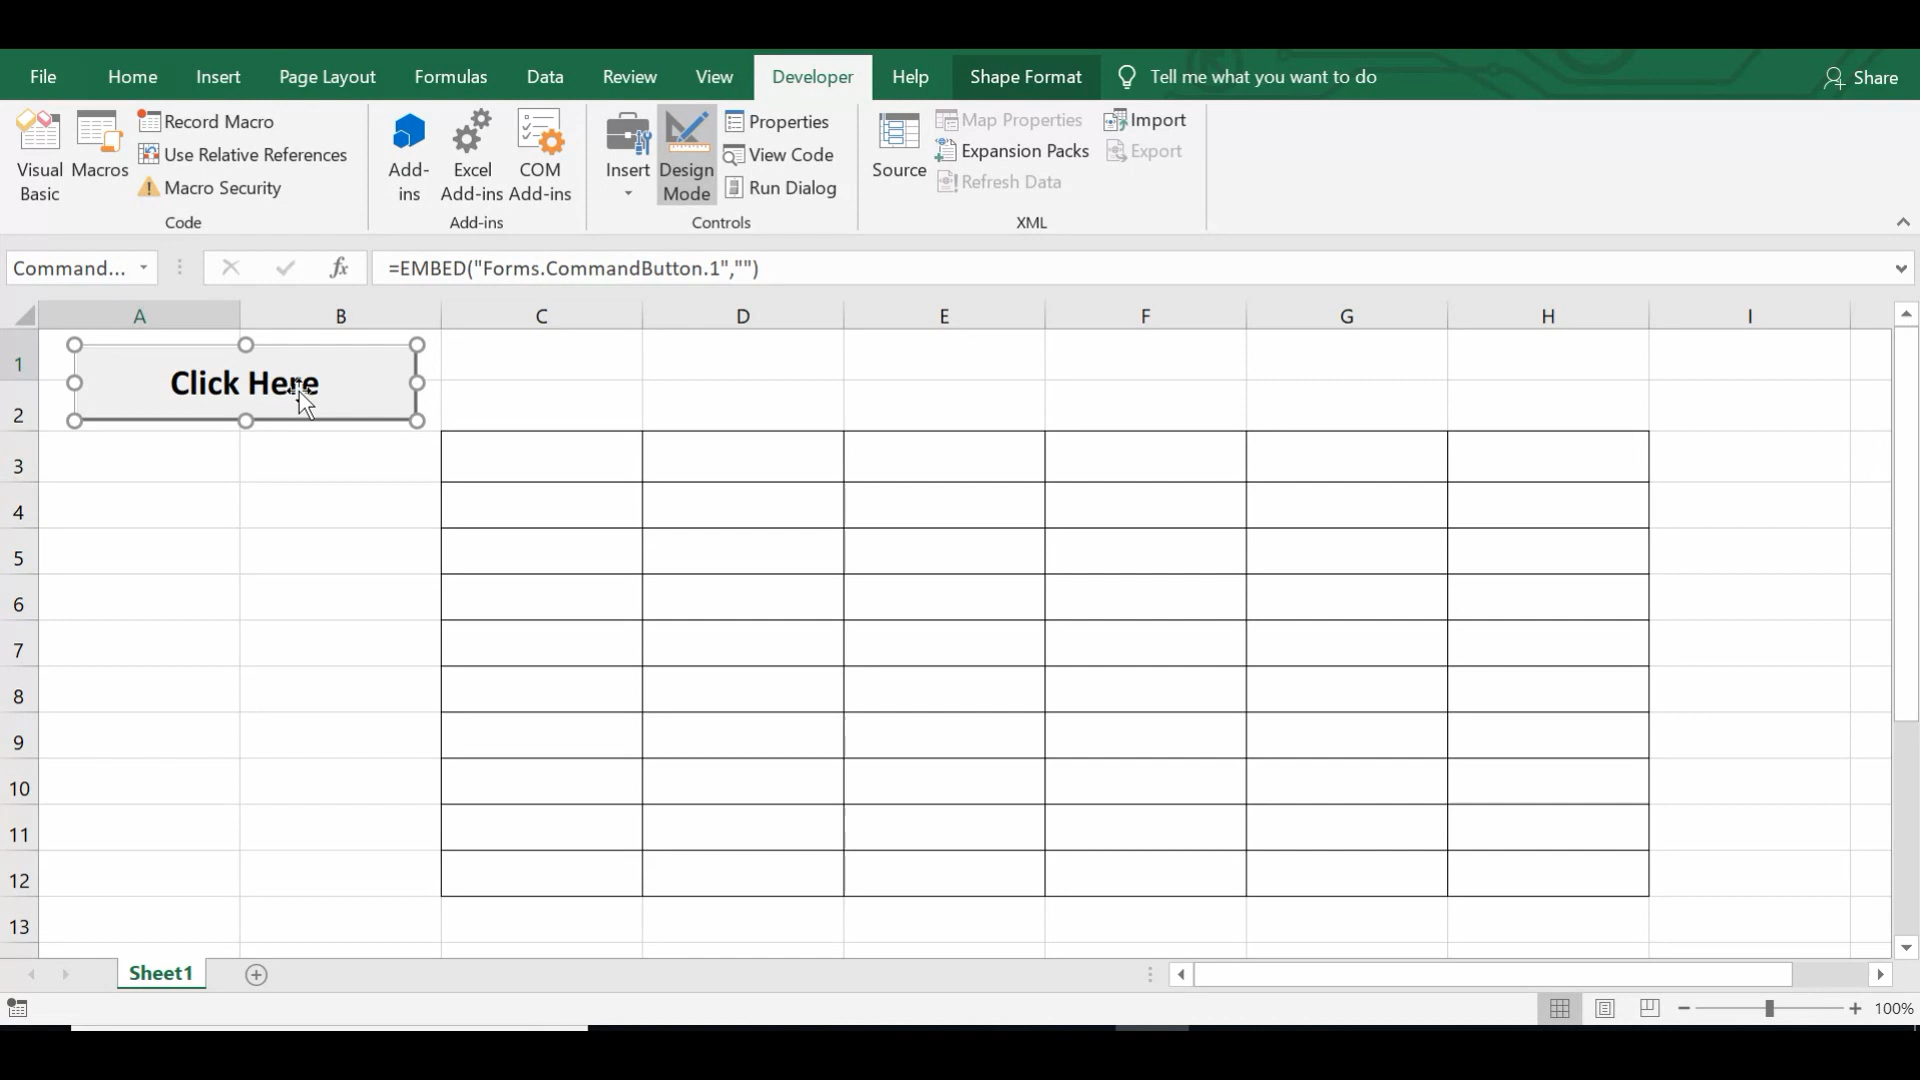 File Home Insert Page Layout Formulas Data Review View Developer Help Shape Format Tell me what you want to do Share
Visual Basic
Macros
Record Macro
Use Relative References
Macro Security
Code
Add-ins
Excel Add-ins
COM Add-ins
Add-ins
Insert
Design Mode
Properties
View Code
Run Dialog
Controls
Source
Map Properties
Expansion Packs
Refresh Data
Import
Export
XML
Command... fx =EMBED("Forms.CommandButton.1","")
A B C D E F G H I
1
Click Here
2
3
4
5
6
7
8
9
10
11
12
13
Sheet1
100%